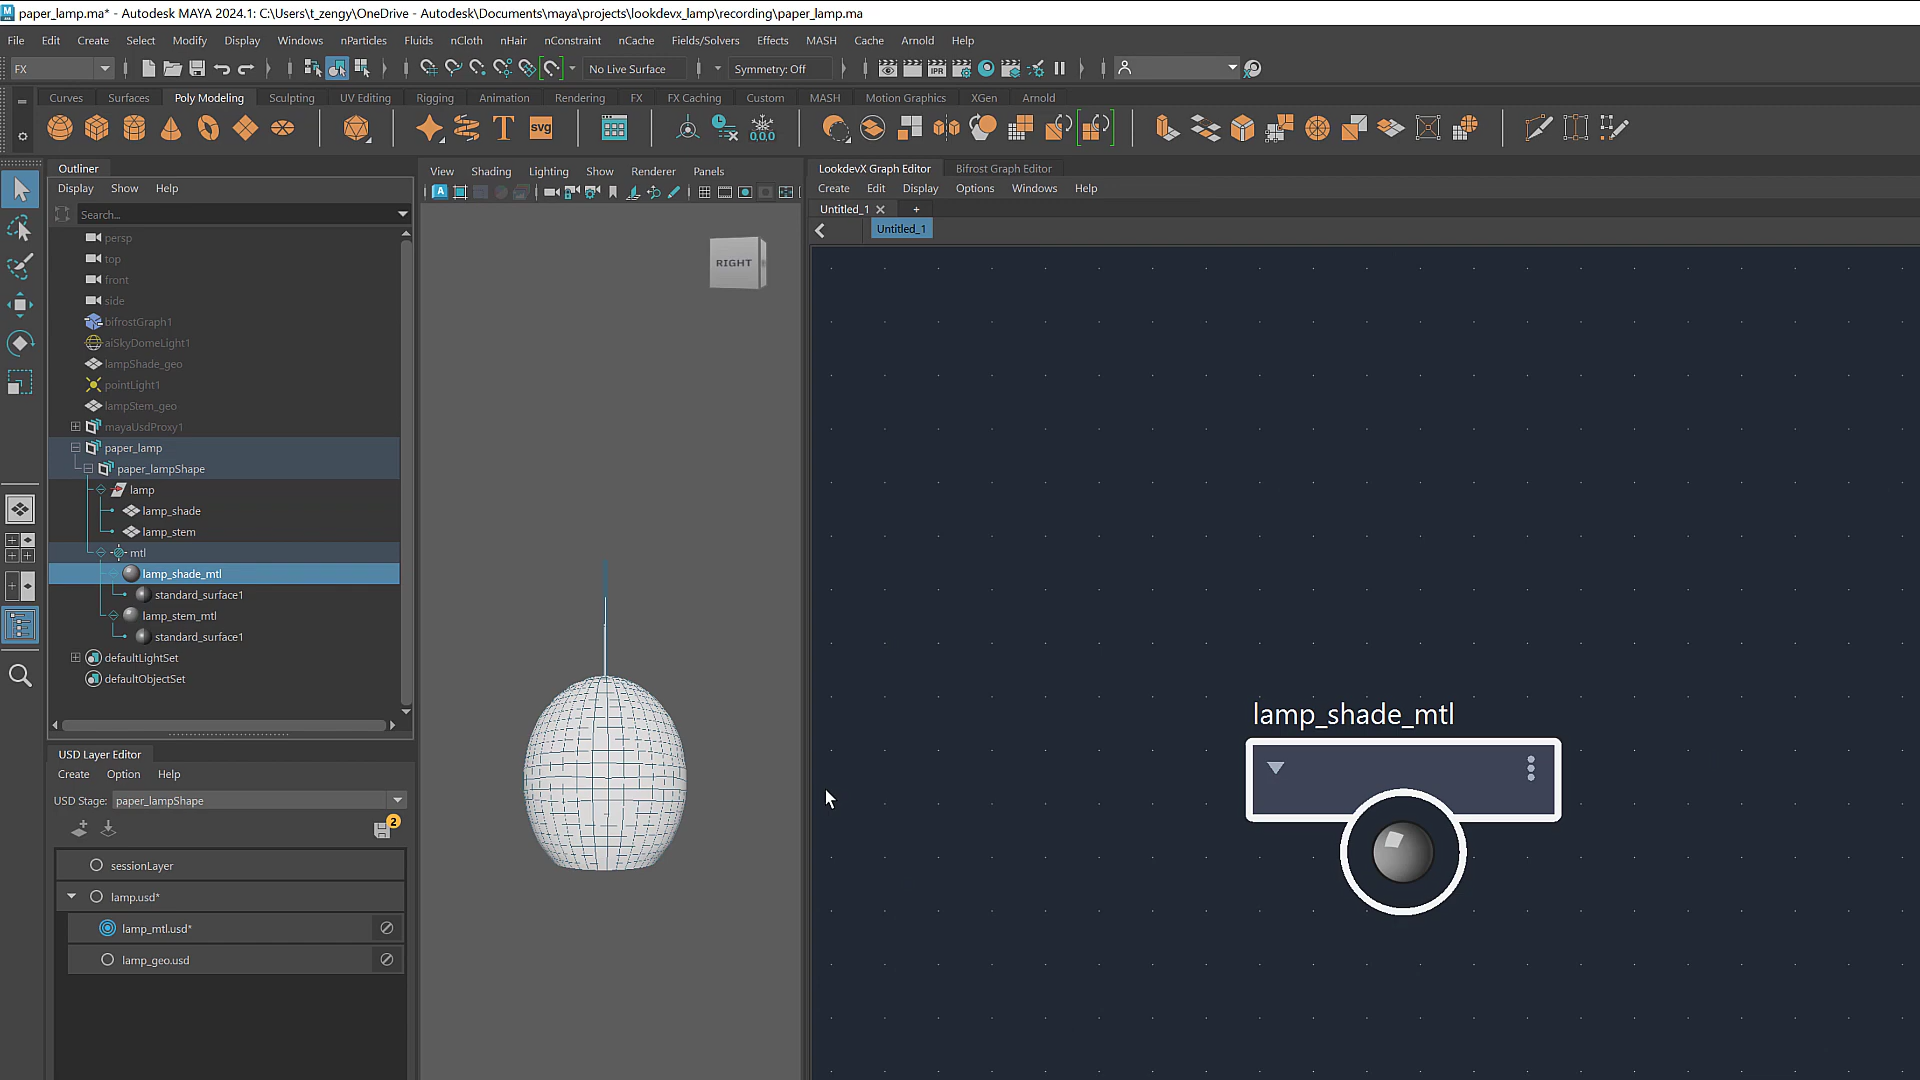 paper_lamp.ma* - Autodesk MAYA 2024.1: C:\Users\t_zengy\OneDrive - Autodesk\Documents\maya\projects\lookdevx_lamp\recording\paper_lamp.ma
File Edit Create Select Modify Display Windows nParticles Fluids nCloth nHair nConstraint nCache Fields/Solvers Effects MASH Cache Arnold Help
FX No Live Surface Symmetry: Off IPR
Curves Surfaces Poly Modeling Sculpting UV Editing Rigging Animation Rendering FX FX Caching Custom MASH Motion Graphics XGen Arnold
T svg 0,0,0
Outliner
Display Show Help
Search...
persp
top
front
side
bifrostGraph1
aiSkyDomeLight1
lampShade_geo
pointLight1
lampStem_geo
mayaUsdProxy1
paper_lamp
paper_lampShape
lamp
lamp_shade
lamp_stem
mtl
lamp_shade_mtl
standard_surface1
lamp_stem_mtl
standard_surface1
defaultLightSet
defaultObjectSet
USD Layer Editor
Create Option Help
USD Stage: paper_lampShape
2
sessionLayer
lamp.usd*
lamp_mtl.usd*
lamp_geo.usd
View Shading Lighting Show Renderer Panels
RIGHT
LookdevX Graph Editor Bifrost Graph Editor
Create Edit Display Options Windows Help
Untitled_1 +
Untitled_1
lamp_shade_mtl